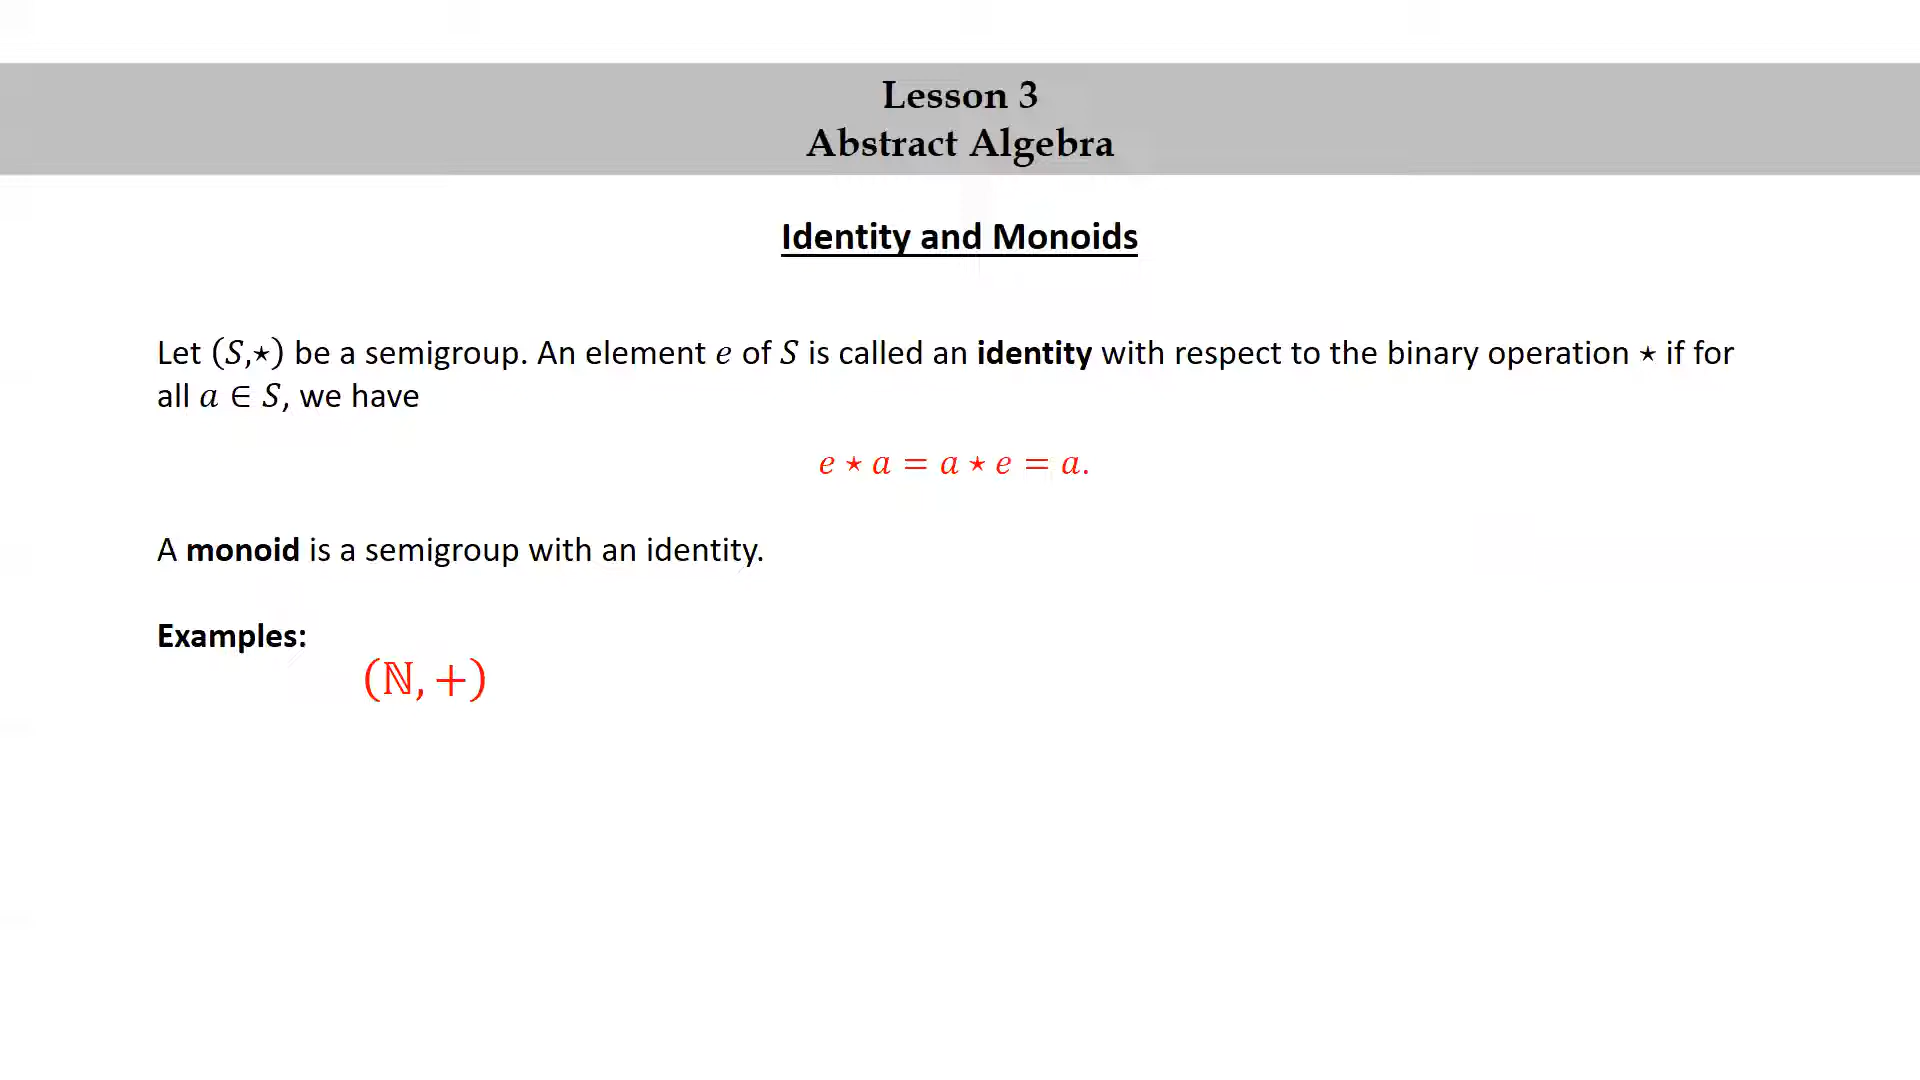 Lesson 3
Abstract Algebra
Identity and Monoids
Let (𝑆,⋆) be a semigroup. An element 𝑒 of 𝑆 is called an identity with respect to the binary operation ⋆ if for
all 𝑎 ∈ 𝑆, we have
𝑒 ⋆ 𝑎 = 𝑎 ⋆ 𝑒 = 𝑎.
A monoid is a semigroup with an identity.
Examples:
(ℕ, +)